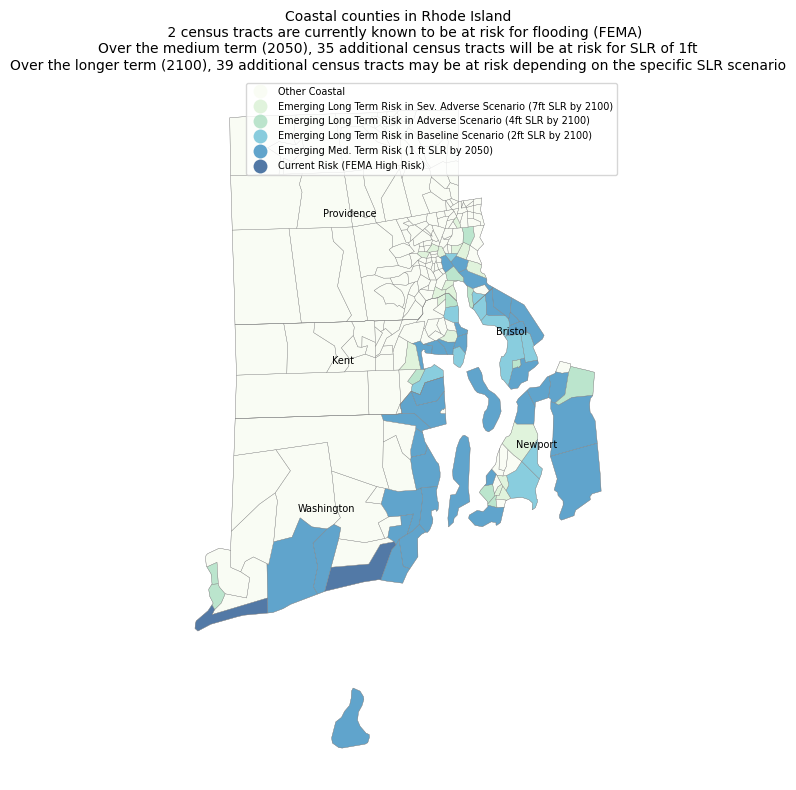 Coastal counties in Rhode Island
2 census tracts are currently known to be at risk for flooding (FEMA)
Over the medium term (2050), 35 additional census tracts will be at risk for SLR of 1ft
Over the longer term (2100), 39 additional census tracts may be at risk depending on the specific SLR scenario
Other Coastal
Emerging Long Term Risk in Sev. Adverse Scenario (7ft SLR by 2100)
Emerging Long Term Risk in Adverse Scenario (4ft SLR by 2100)
Emerging Long Term Risk in Baseline Scenario (2ft SLR by 2100)
Emerging Med. Term Risk (1 ft SLR by 2050)
Current Risk (FEMA High Risk)
Providence
Bristol
Kent
Newport
Washington